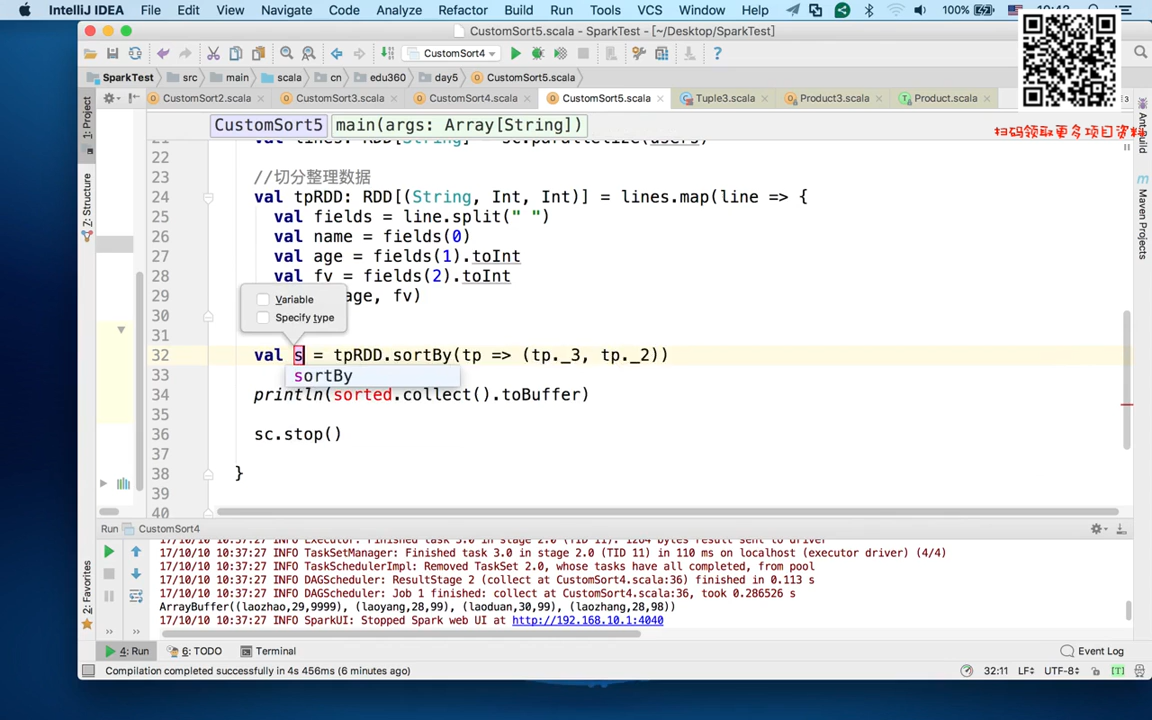 IntelliJ IDEA File Edit View Navigate Code Analyze Refactor Build Run Tools VCS Window Help 100%
CustomSort5.scala - SparkTest - [~/Desktop/SparkTest]
CustomSort4
SparkTest src main scala cn edu360 day5 CustomSort5.scala
CustomSort2.scala CustomSort3.scala CustomSort4.scala CustomSort5.scala Tuple3.scala Product3.scala Product.scala
扫码领取更多项目资料
CustomSort5 main(args: Array[String])
1: Project
7: Structure
2: Favorites
Ant Build
Maven Projects
22
23 //切分整理数据
24 val tpRDD: RDD[(String, Int, Int)] = lines.map(line => {
25 val fields = line.split(" ")
26 val name = fields(0)
27 val age = fields(1).toInt
28 val fv = fields(2).toInt
29 age, fv)
Variable
Specify type
30
31
32 val s = tpRDD.sortBy(tp => (tp._3, tp._2))
sortBy
33
34 println(sorted.collect().toBuffer)
35
36 sc.stop()
37
38 }
39
40
Run CustomSort4
17/10/10 10:37:27 INFO TaskSetManager: Finished task 3.0 in stage 2.0 (TID 11) in 110 ms on localhost (executor driver) (4/4)
17/10/10 10:37:27 INFO TaskSchedulerImpl: Removed TaskSet 2.0, whose tasks have all completed, from pool
17/10/10 10:37:27 INFO DAGScheduler: ResultStage 2 (collect at CustomSort4.scala:36) finished in 0.113 s
17/10/10 10:37:27 INFO DAGScheduler: Job 1 finished: collect at CustomSort4.scala:36, took 0.286526 s
ArrayBuffer((laozhao,29,9999), (laoyang,28,99), (laoduan,30,99), (laozhang,28,98))
17/10/10 10:37:27 INFO SparkUI: Stopped Spark web UI at http://192.168.10.1:4040
4: Run 6: TODO Terminal Event Log
Compilation completed successfully in 4s 456ms (6 minutes ago) 32:11 LF UTF-8 [T]